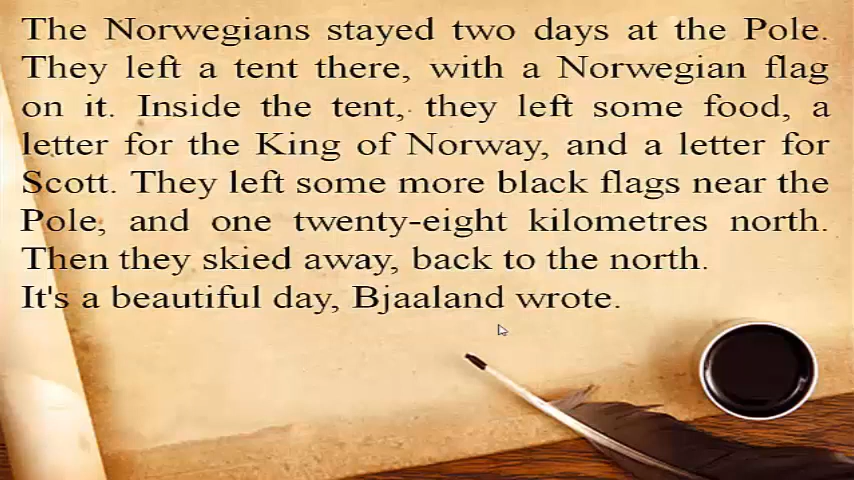 The Norwegians stayed two days at the Pole.
They left a tent there, with a Norwegian flag
on it. Inside the tent, they left some food, a
letter for the King of Norway, and a letter for
Scott. They left some more black flags near the
Pole, and one twenty-eight kilometres north.
Then they skied away, back to the north.
It's a beautiful day, Bjaaland wrote.